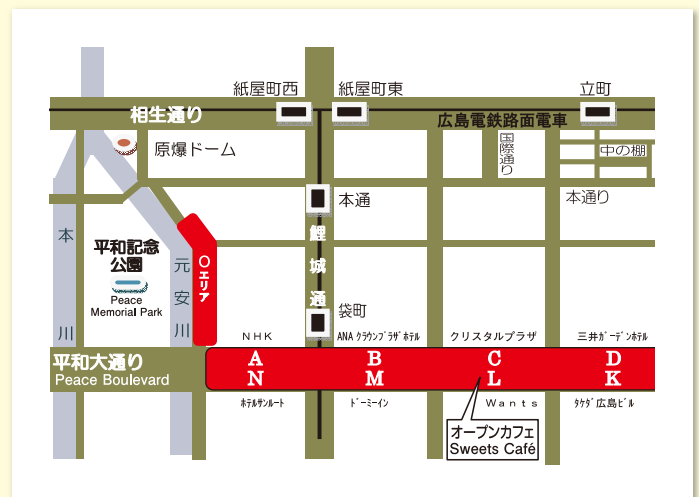 紙屋町西
紙屋町東
立町
相生通り
広島電鉄路面電車
原爆ドーム
国際通り
中の棚
本通
本通り
本川
平和記念
公園
Peace
Memorial Park
元安川
Oエリア
鯉城通
袋町
NHK
ANA クラウンプラザホテル
クリスタルプラザ
三井ガーデンホテル
平和大通り
Peace Boulevard
A
N
B
M
C
L
D
K
ホテルサンルート
ドーミーイン
Wants
タケダ広島ビル
オープンカフェ
Sweets Café